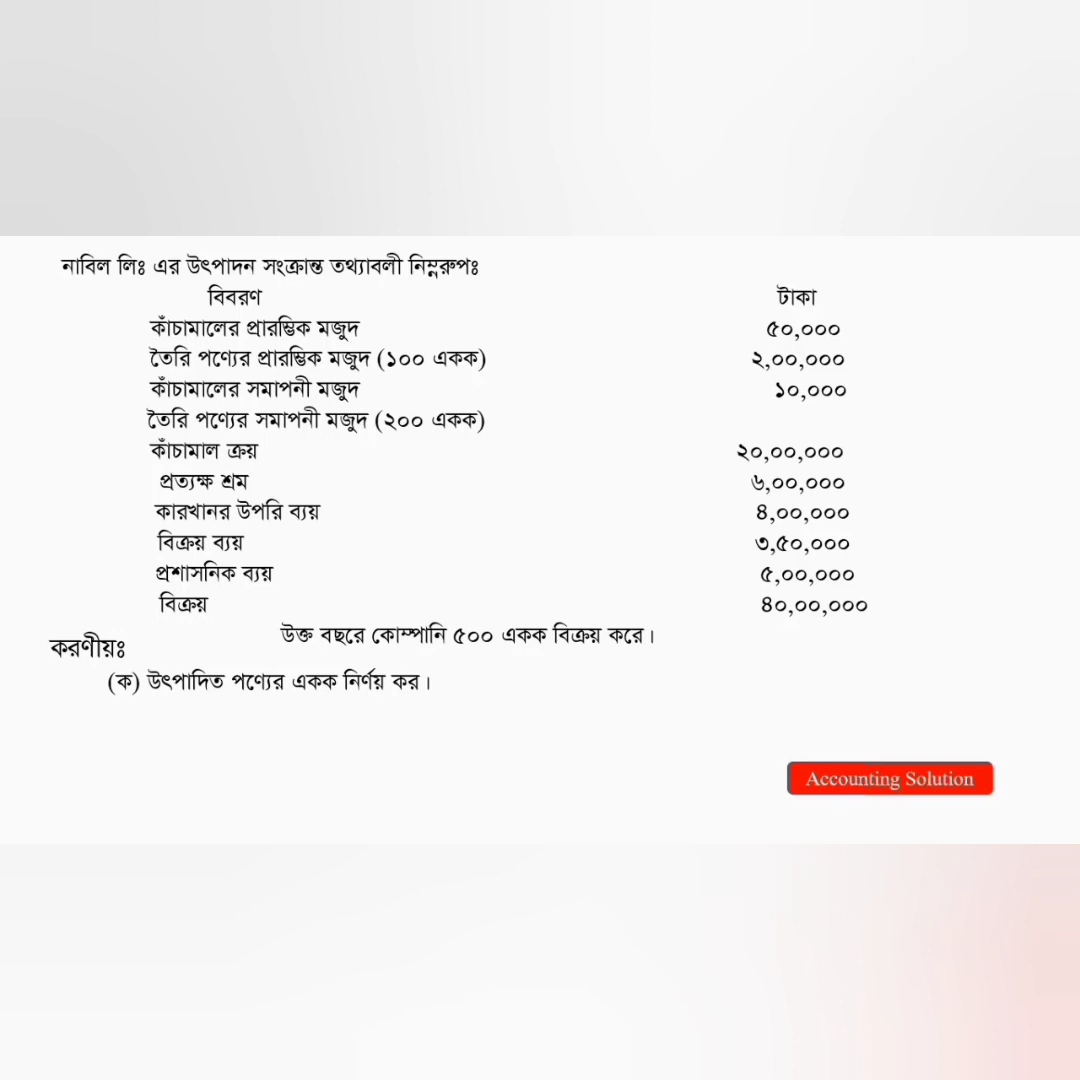 নাবিল লিঃ এর উৎপাদন সংক্রান্ত তথ্যাবলী নিম্নরুপঃ
বিবরণ টাকা
কাঁচামালের প্রারম্ভিক মজুদ ৫০,০০০
তৈরি পণ্যের প্রারম্ভিক মজুদ (১০০ একক) ২,০০,০০০
কাঁচামালের সমাপনী মজুদ ১০,০০০
তৈরি পণ্যের সমাপনী মজুদ (২০০ একক)
কাঁচামাল ক্রয় ২০,০০,০০০
প্রত্যক্ষ শ্রম ৬,০০,০০০
কারখানর উপরি ব্যয় ৪,০০,০০০
বিক্রয় ব্যয় ৩,৫০,০০০
প্রশাসনিক ব্যয় ৫,০০,০০০
বিক্রয় ৪০,০০,০০০
উক্ত বছরে কোম্পানি ৫০০ একক বিক্রয় করে।
করণীয়ঃ
(ক) উৎপাদিত পণ্যের একক নির্ণয় কর।
Accounting Solution